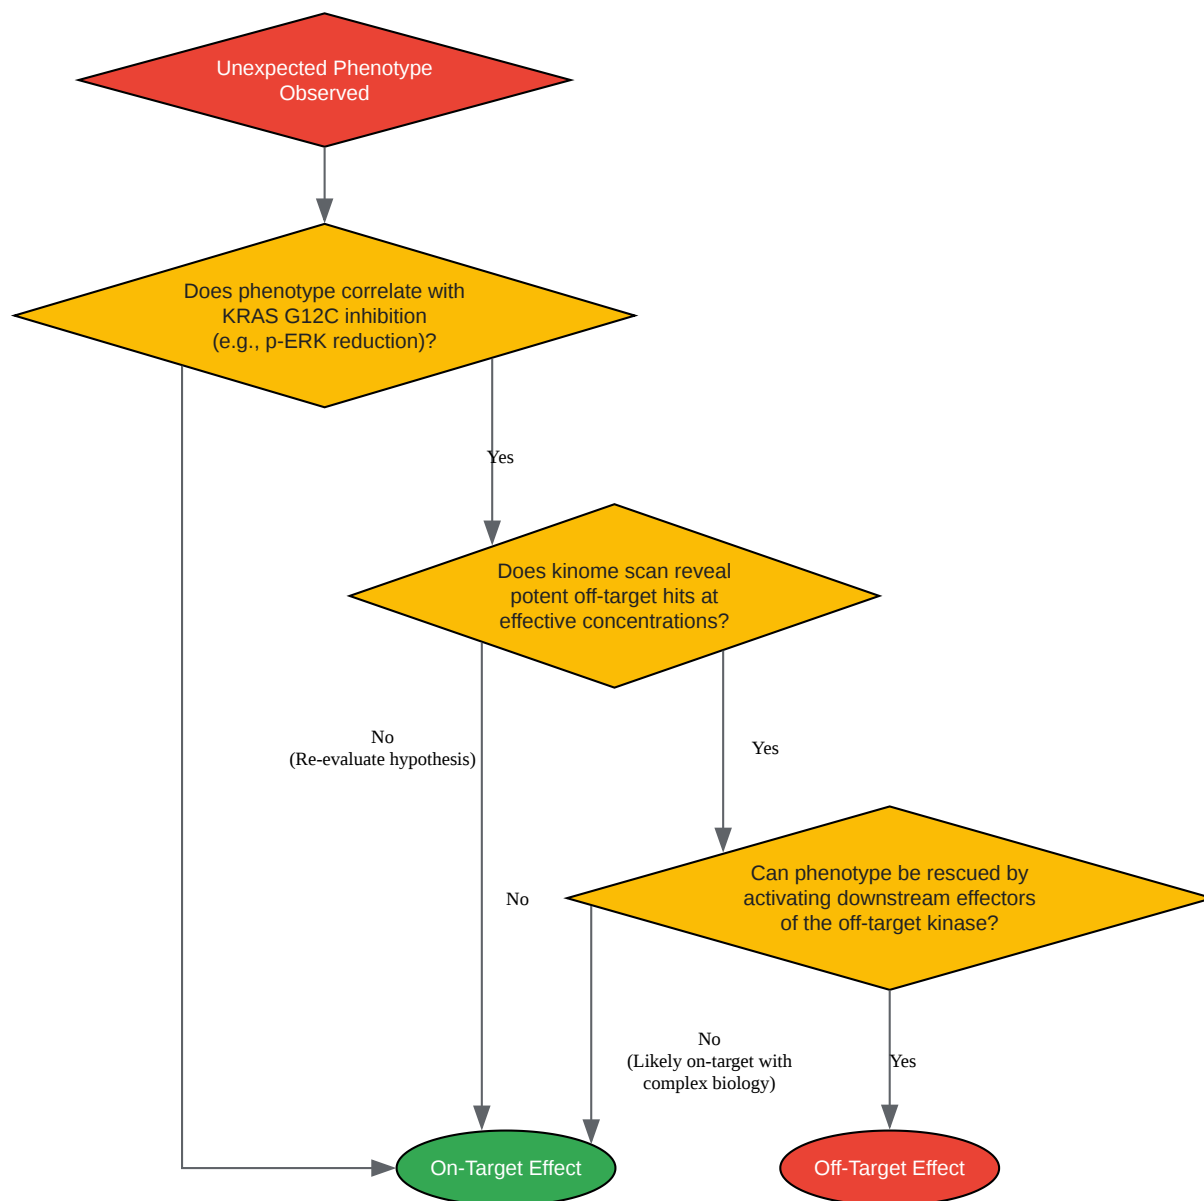 Unexpected Phenotype
Observed
Does phenotype correlate with
KRAS G12C inhibition
(e.g., p-ERK reduction)?
Yes
Does kinome scan reveal
potent off-target hits at
effective concentrations?
No
(Re-evaluate hypothesis)
Yes
Can phenotype be rescued by
activating downstream effectors
of the off-target kinase?
No
No
(Likely on-target with
complex biology)
Yes
On-Target Effect
Off-Target Effect